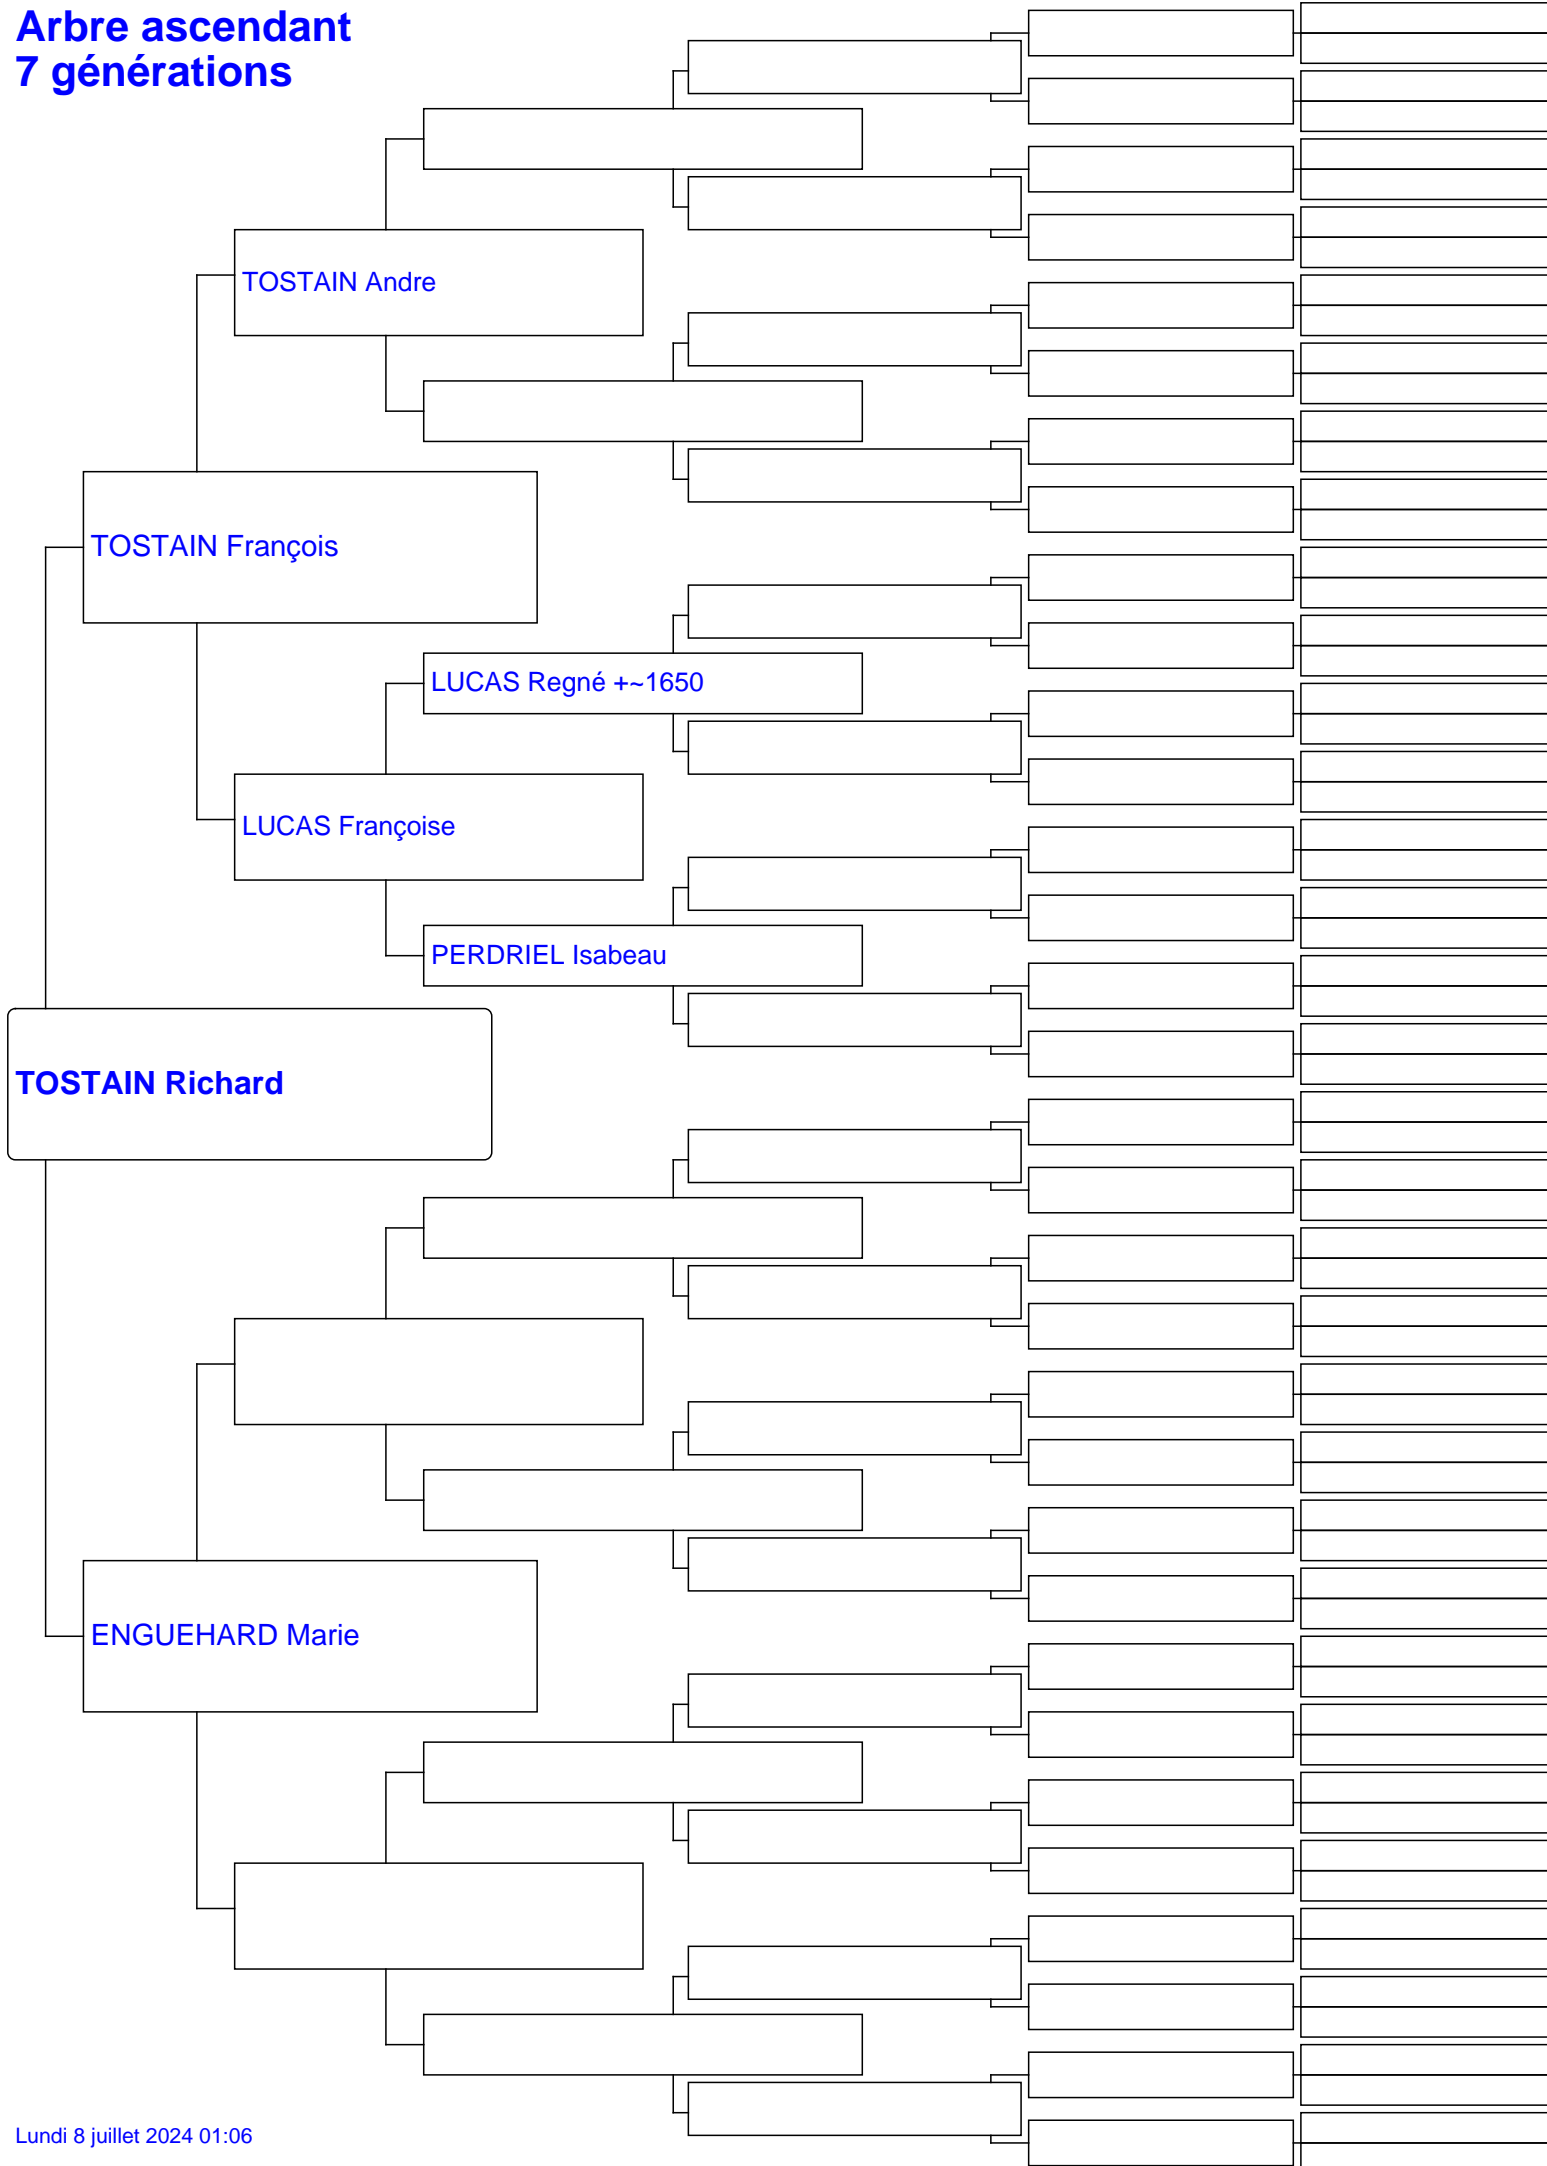 Arbre ascendant
7 générations
TOSTAIN Andre
TOSTAIN François
LUCAS Regné +~1650
LUCAS Françoise
PERDRIEL Isabeau
TOSTAIN Richard
ENGUEHARD Marie
Lundi 8 juillet 2024 01:06